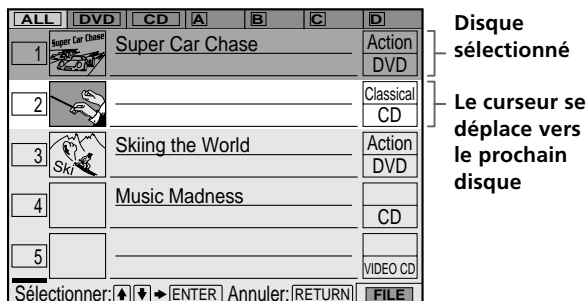 ALL DVD CD A B C D
1 Super Car Chase Super Car Chase Action DVD
Disque sélectionné
2 Classical CD
Le curseur se déplace vers le prochain disque
3 Ski Skiing the World Action DVD
4 Music Madness CD
5 VIDEO CD
Sélectionner: ENTER Annuler: RETURN FILE